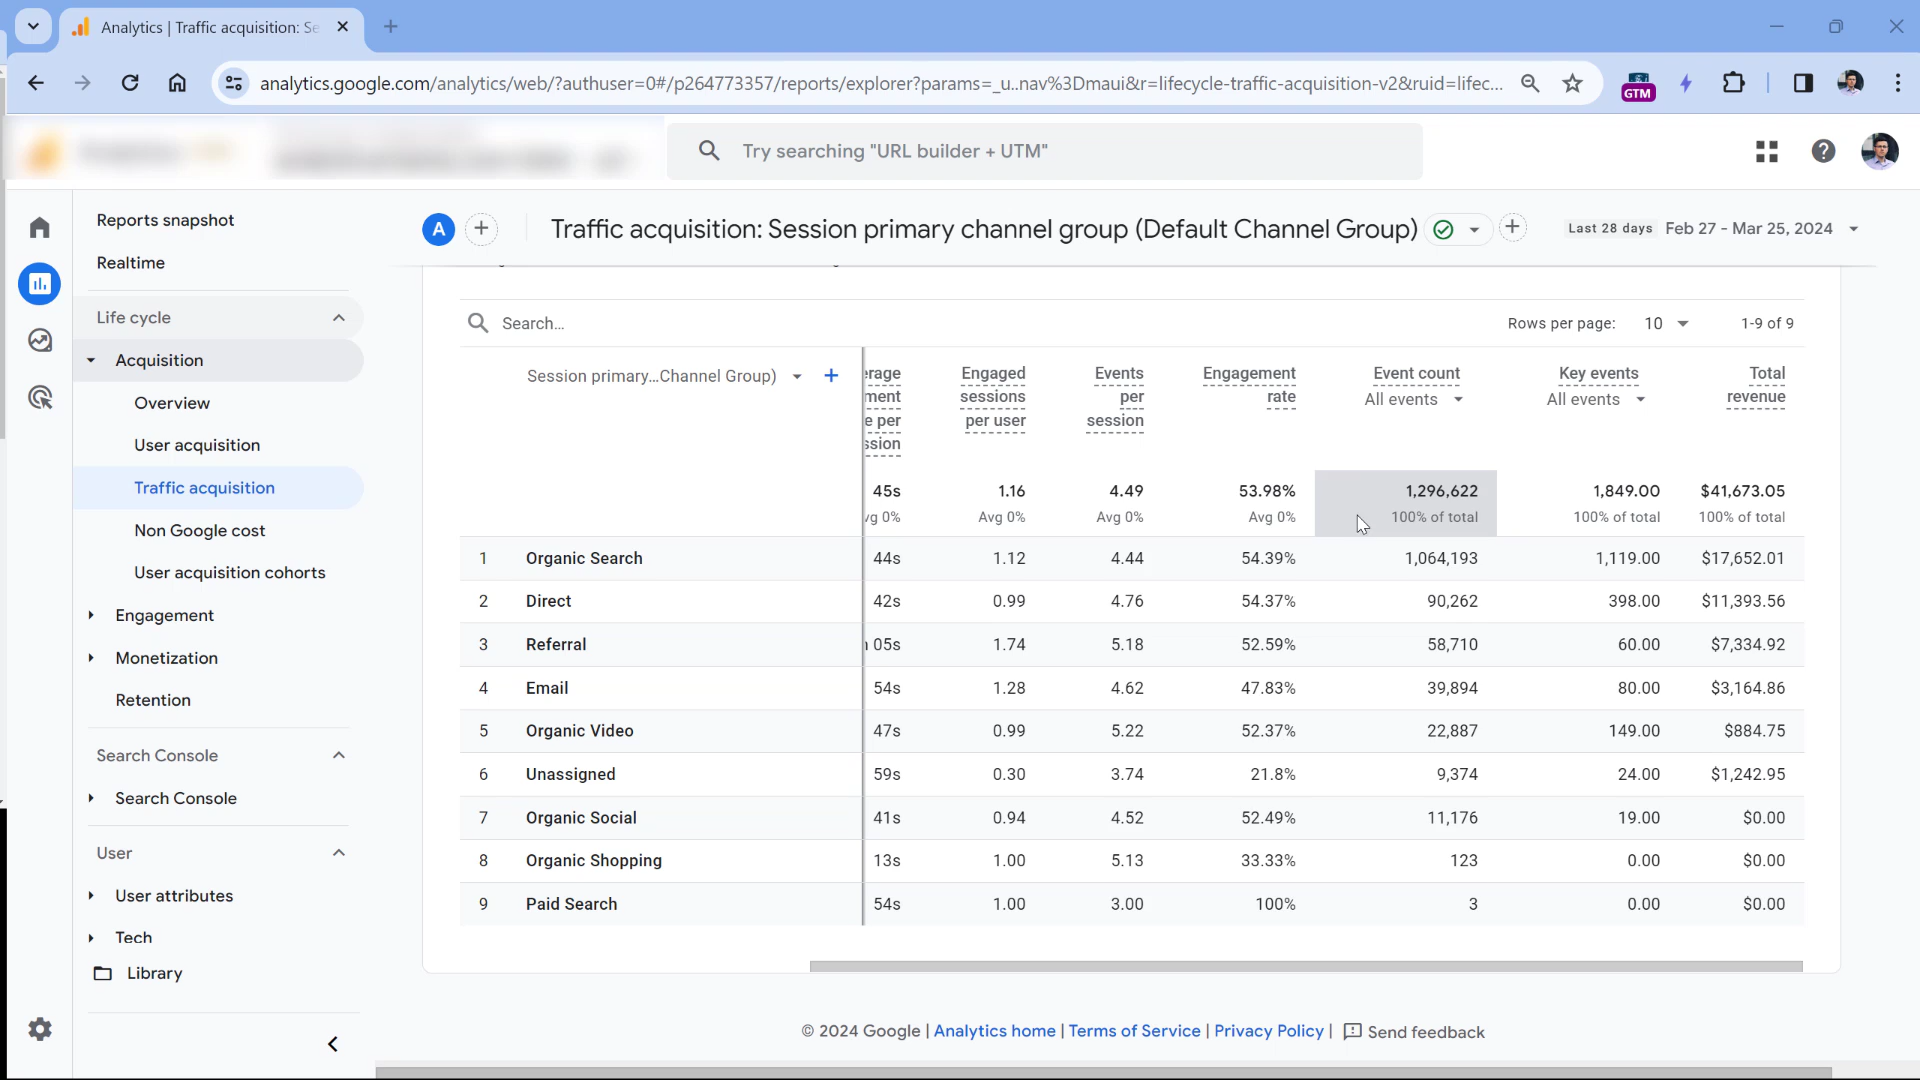 Analytics | Traffic acquisition: Se
analytics.google.com/analytics/web/?authuser=0#/p264773357/reports/explorer?params=_u..nav%3Dmaui&r=lifecycle-traffic-acquisition-v2&ruid=lifec...
GTM
Try searching "URL builder + UTM"
Reports snapshot
Realtime
Life cycle
Acquisition
Overview
User acquisition
Traffic acquisition
Non Google cost
User acquisition cohorts
Engagement
Monetization
Retention
Search Console
Search Console
User
User attributes
Tech
Library
A
Traffic acquisition: Session primary channel group (Default Channel Group)
Last 28 days Feb 27 - Mar 25, 2024
Search...
Rows per page: 10 1-9 of 9
Session primary...Channel Group)
erage
ment
e per
ssion
Engaged
sessions
per user
Events
per
session
Engagement
rate
Event count
All events
Key events
All events
Total
revenue
45s 1.16 4.49 53.98% 1,296,622 1,849.00 $41,673.05
vg 0% Avg 0% Avg 0% Avg 0% 100% of total 100% of total 100% of total
1 Organic Search 44s 1.12 4.44 54.39% 1,064,193 1,119.00 $17,652.01
2 Direct 42s 0.99 4.76 54.37% 90,262 398.00 $11,393.56
3 Referral 05s 1.74 5.18 52.59% 58,710 60.00 $7,334.92
4 Email 54s 1.28 4.62 47.83% 39,894 80.00 $3,164.86
5 Organic Video 47s 0.99 5.22 52.37% 22,887 149.00 $884.75
6 Unassigned 59s 0.30 3.74 21.8% 9,374 24.00 $1,242.95
7 Organic Social 41s 0.94 4.52 52.49% 11,176 19.00 $0.00
8 Organic Shopping 13s 1.00 5.13 33.33% 123 0.00 $0.00
9 Paid Search 54s 1.00 3.00 100% 3 0.00 $0.00
© 2024 Google | Analytics home | Terms of Service | Privacy Policy | Send feedback